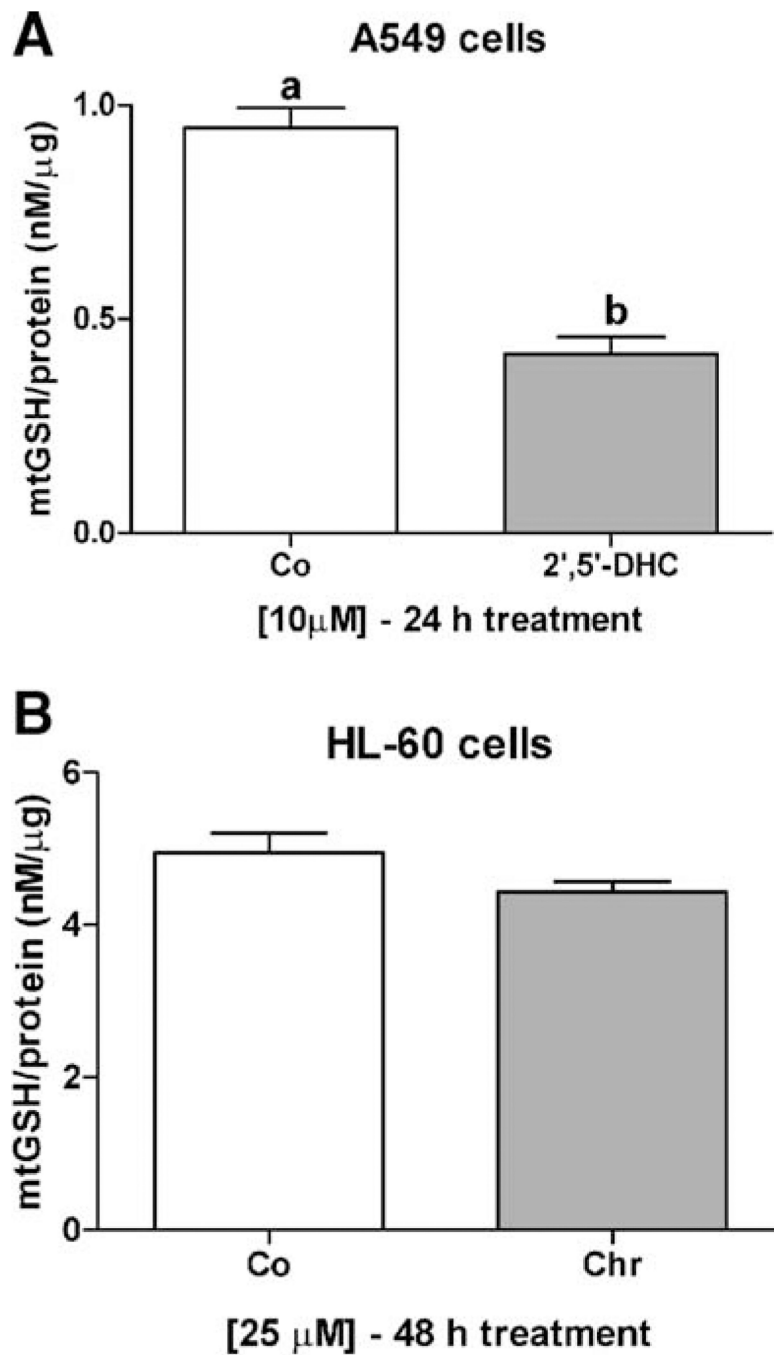 A
A549 cells
mtGSH/protein (nM/μg)
1.0
0.5
0.0
a
b
Co
2',5'-DHC
[10μM] - 24 h treatment
B
HL-60 cells
mtGSH/protein (nM/μg)
6
4
2
0
Co
Chr
[25 μM] - 48 h treatment